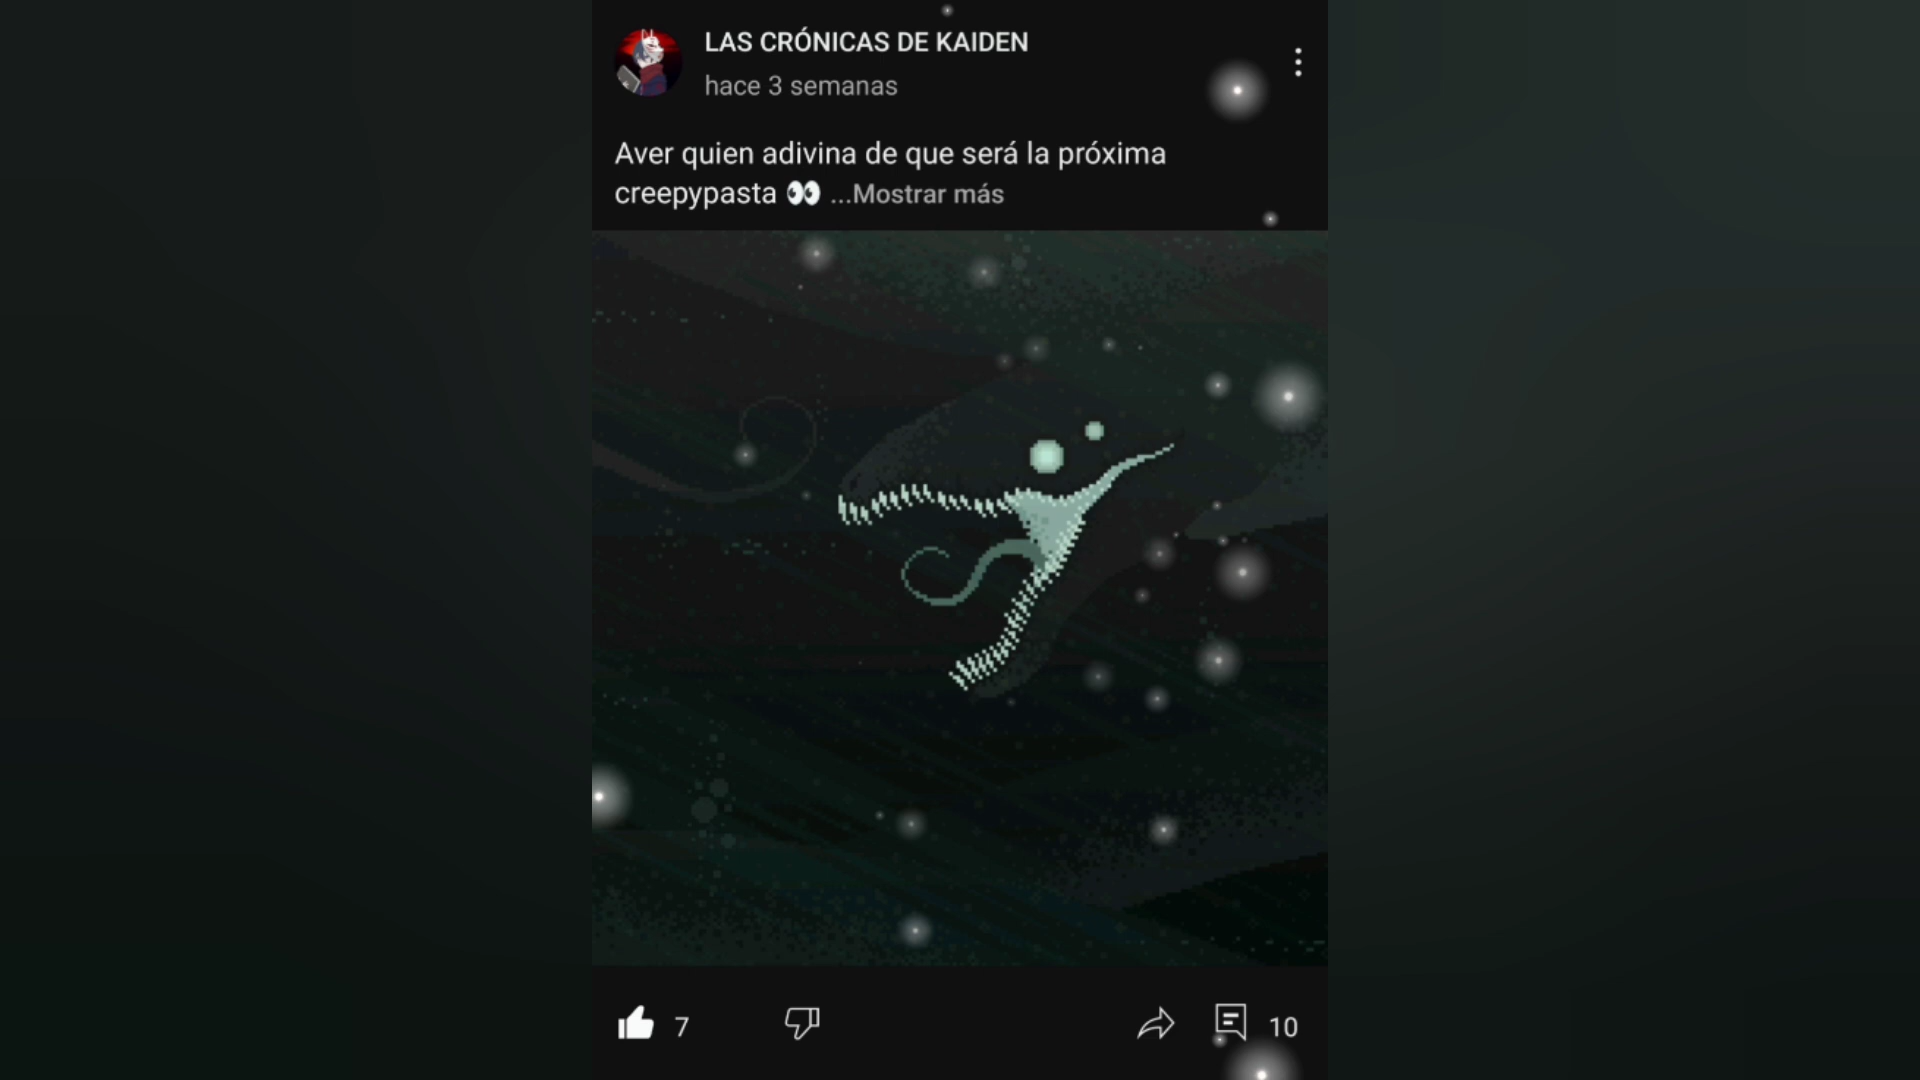 LAS CRÓNICAS DE KAIDEN
hace 3 semanas
Aver quien adivina de que será la próxima
creepypasta 👀 ...Mostrar más
7
10